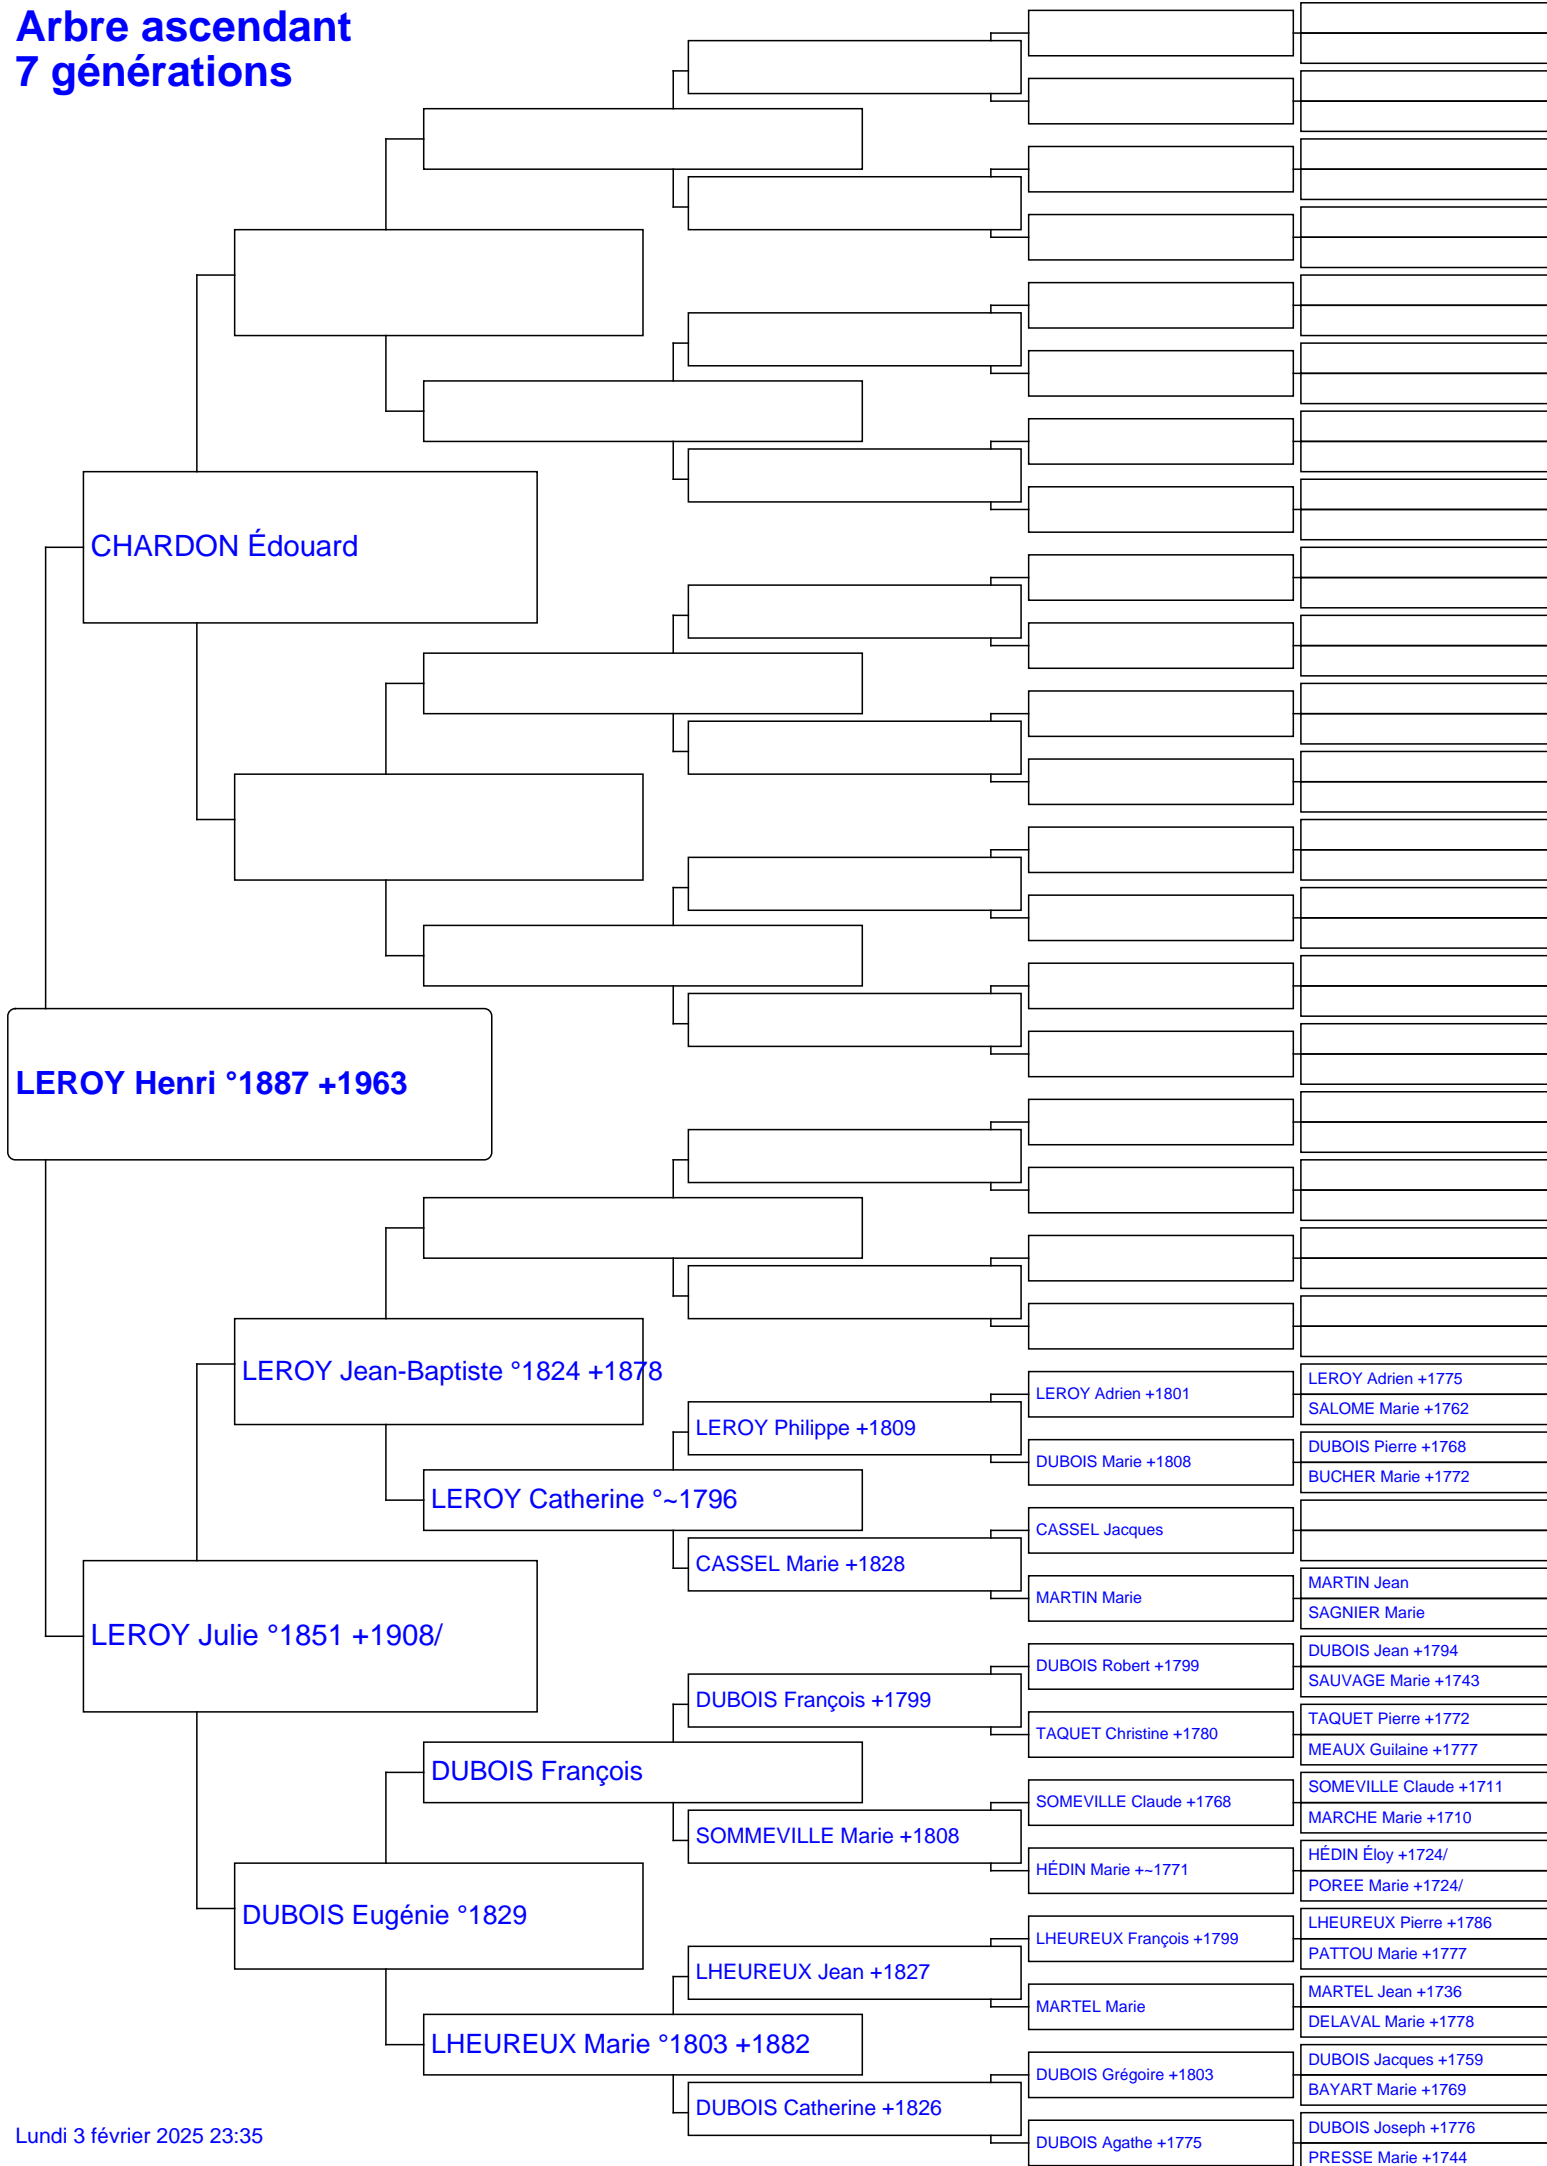 Arbre ascendant
7 générations
CHARDON Édouard
LEROY Henri °1887 +1963
LEROY Jean-Baptiste °1824 +1878
LEROY Adrien +1775
LEROY Adrien +1801
SALOME Marie +1762
LEROY Philippe +1809
DUBOIS Pierre +1768
DUBOIS Marie +1808
BUCHER Marie +1772
LEROY Catherine °~1796
CASSEL Jacques
CASSEL Marie +1828
MARTIN Jean
MARTIN Marie
SAGNIER Marie
LEROY Julie °1851 +1908/
DUBOIS Jean +1794
DUBOIS Robert +1799
SAUVAGE Marie +1743
DUBOIS François +1799
TAQUET Pierre +1772
TAQUET Christine +1780
MEAUX Guilaine +1777
DUBOIS François
SOMEVILLE Claude +1711
SOMEVILLE Claude +1768
MARCHE Marie +1710
SOMMEVILLE Marie +1808
HÉDIN Éloy +1724/
HÉDIN Marie +~1771
POREE Marie +1724/
DUBOIS Eugénie °1829
LHEUREUX Pierre +1786
LHEUREUX François +1799
PATTOU Marie +1777
LHEUREUX Jean +1827
MARTEL Jean +1736
MARTEL Marie
DELAVAL Marie +1778
LHEUREUX Marie °1803 +1882
DUBOIS Jacques +1759
DUBOIS Grégoire +1803
BAYART Marie +1769
DUBOIS Catherine +1826
DUBOIS Joseph +1776
DUBOIS Agathe +1775
PRESSE Marie +1744
Lundi 3 février 2025 23:35